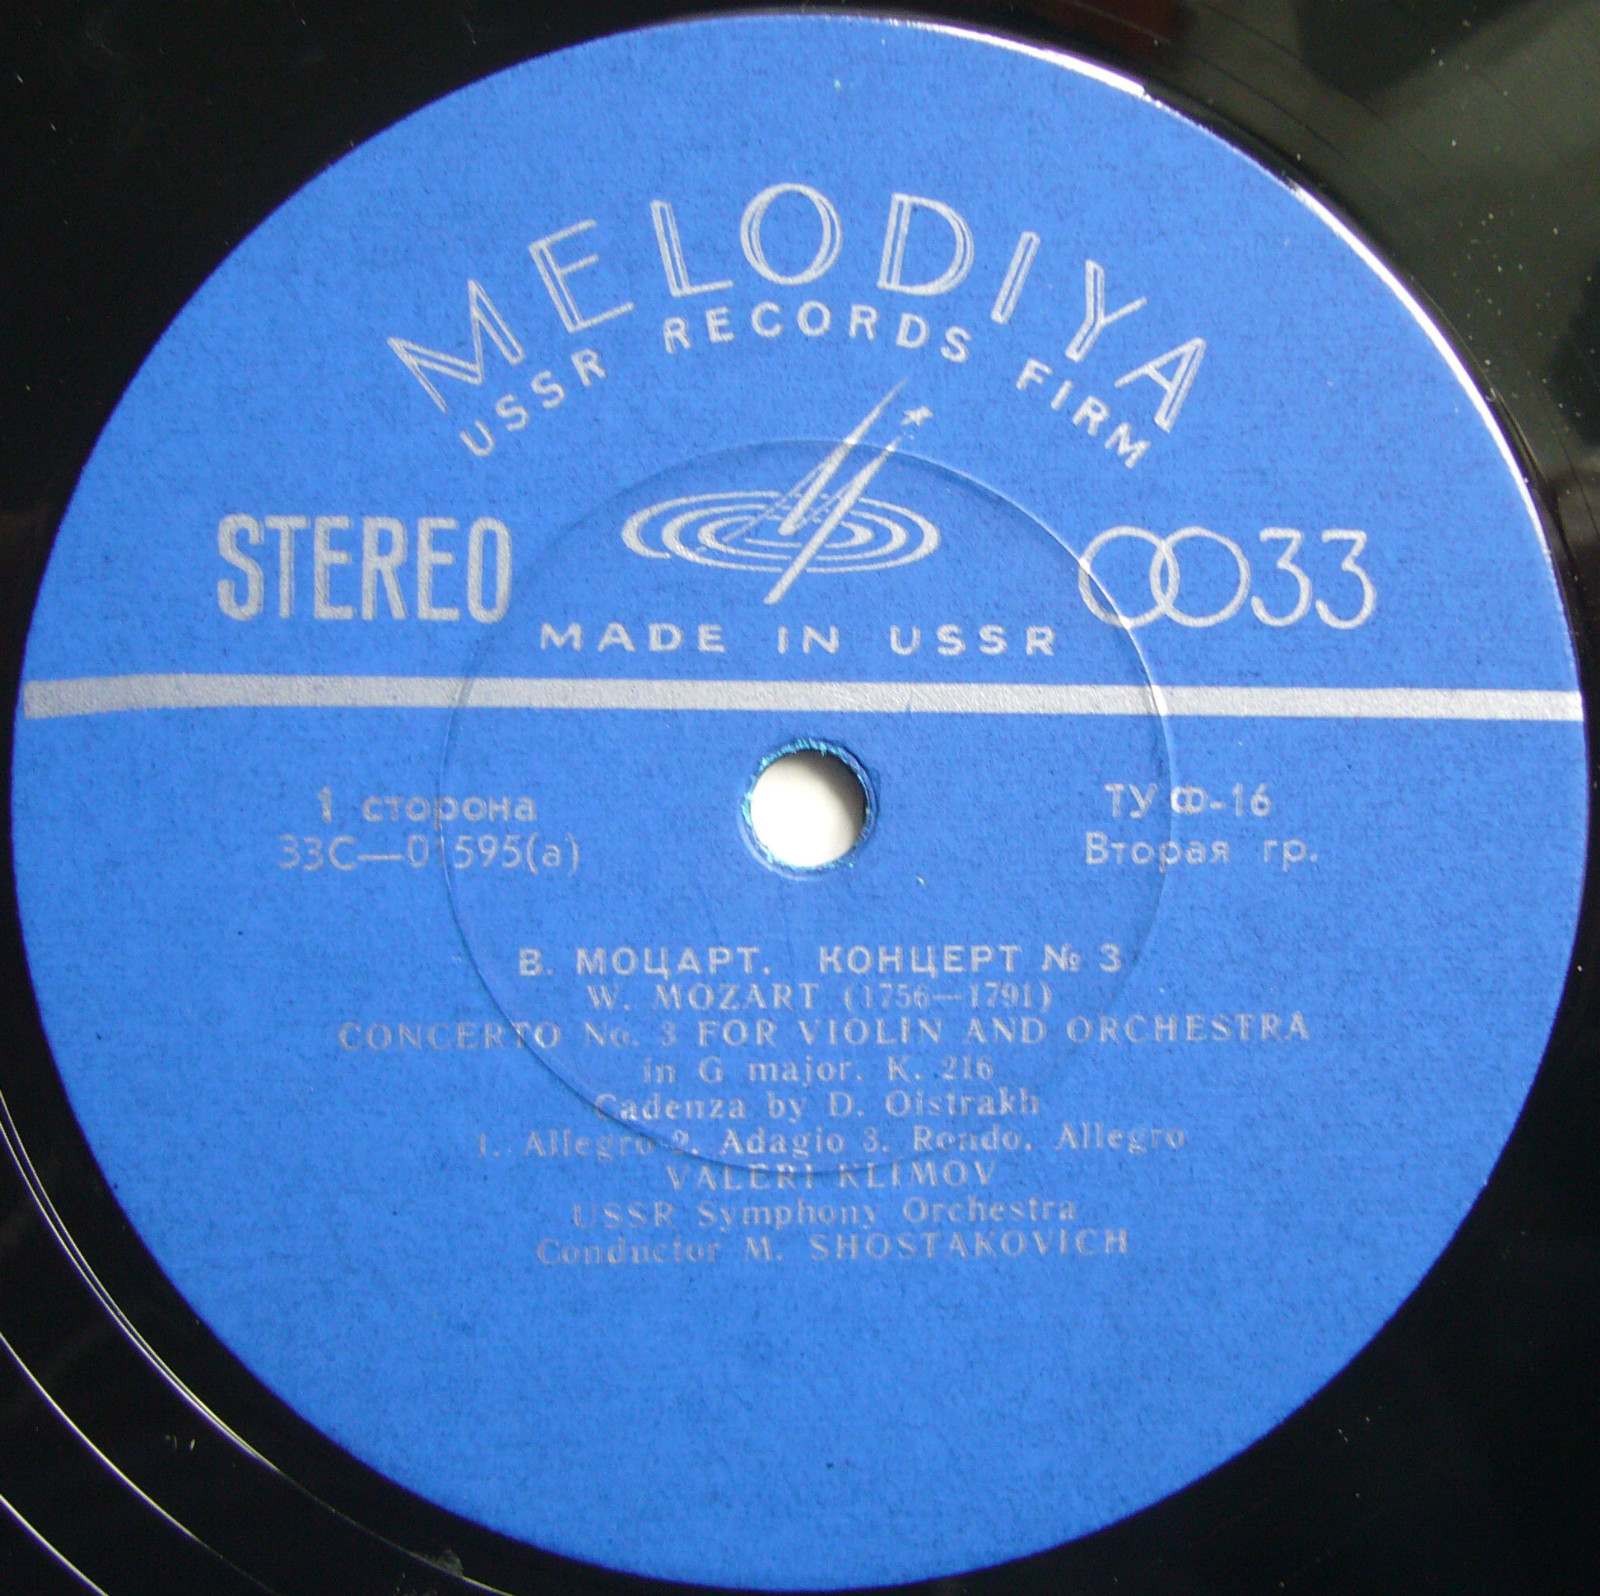 MELODIYA
USSR RECORDS FIRM
STEREO
33
MADE IN USSR
1 сторона
33С—01595(а)
ТУ Ф-16
Вторая гр.
В. МОЦАРТ. КОНЦЕРТ № 3
W. MOZART (1756—1791)
CONCERTO No. 3 FOR VIOLIN AND ORCHESTRA
in G major. K. 216
Cadenza by D. Oistrakh
1. Allegro 2. Adagio 3. Rondo. Allegro
VALERI KLIMOV
USSR Symphony Orchestra
Conductor M. SHOSTAKOVICH